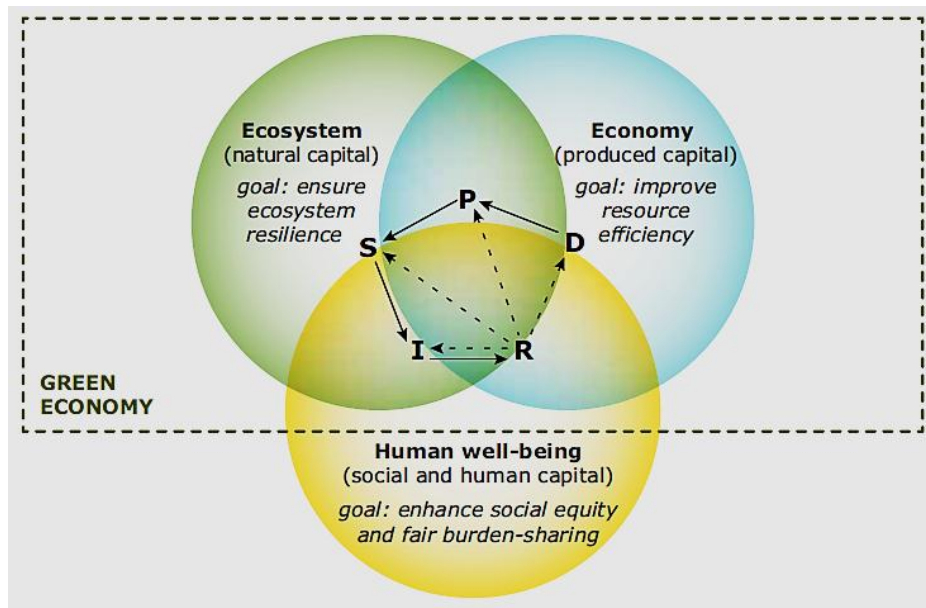 Ecosystem
(natural capital)
goal: ensure
ecosystem
resilience
Economy
(produced capital)
goal: improve
resource
efficiency
P
S
D
I
R
GREEN
ECONOMY
Human well-being
(social and human capital)
goal: enhance social equity
and fair burden-sharing